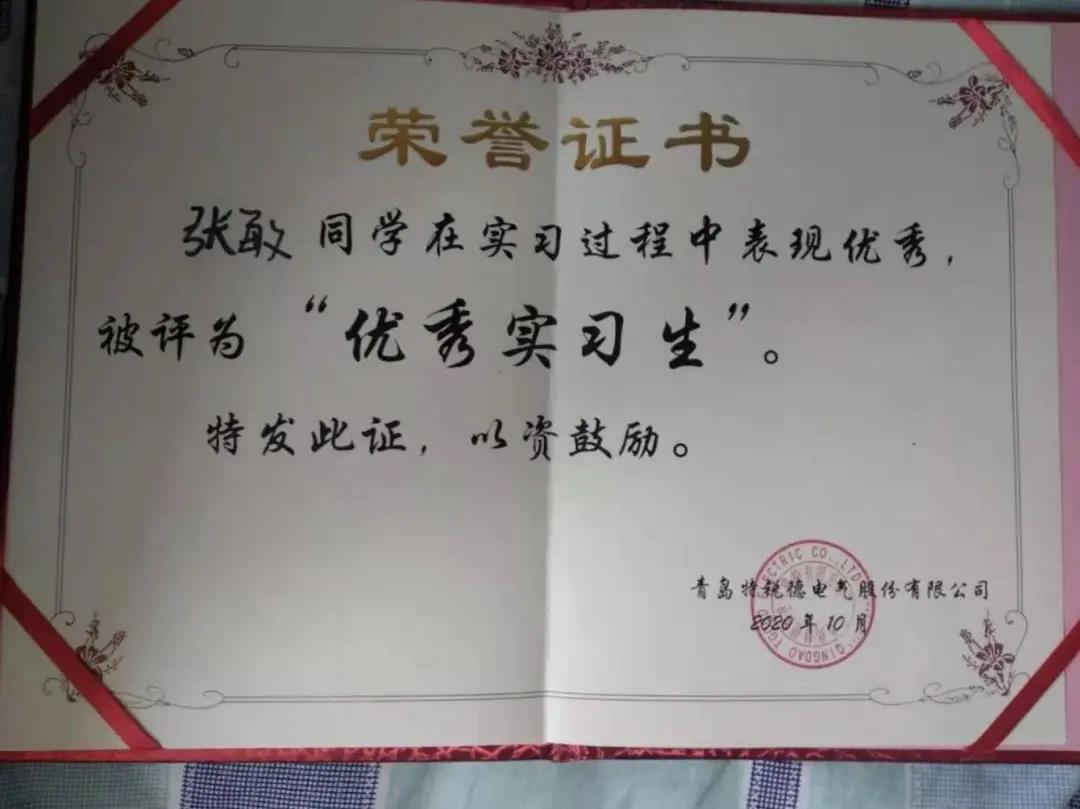 荣誉证书
张敏 同学在实习过程中表现优秀，
被评为 “优秀实习生”。
特发此证，以资鼓励。
青岛特锐德电气股份有限公司
2020年10月